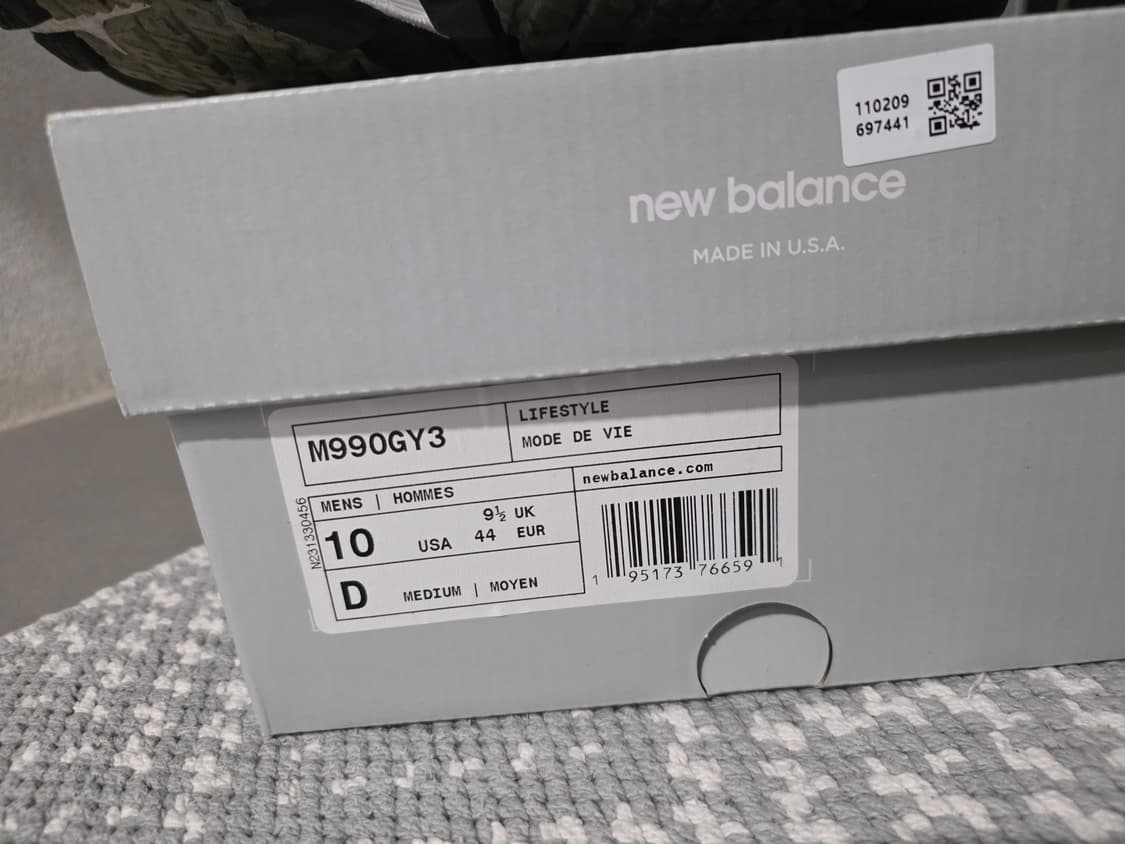 110209
697441
new balance
MADE IN U.S.A.
M990GY3
LIFESTYLE
MODE DE VIE
newbalance.com
MENS | HOMMES
10 USA
9½ UK
44 EUR
D MEDIUM | MOYEN
N231330456
1 95173 76659 1